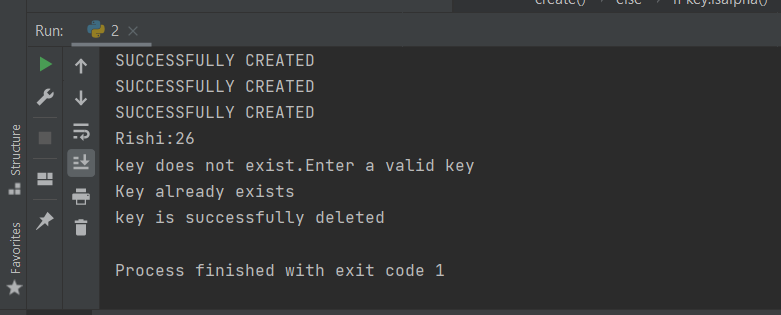 create() › else › if key.isalpha()
Run: 2 ×
SUCCESSFULLY CREATED
SUCCESSFULLY CREATED
SUCCESSFULLY CREATED
Rishi:26
key does not exist.Enter a valid key
Key already exists
key is successfully deleted
Process finished with exit code 1
Structure
Favorites